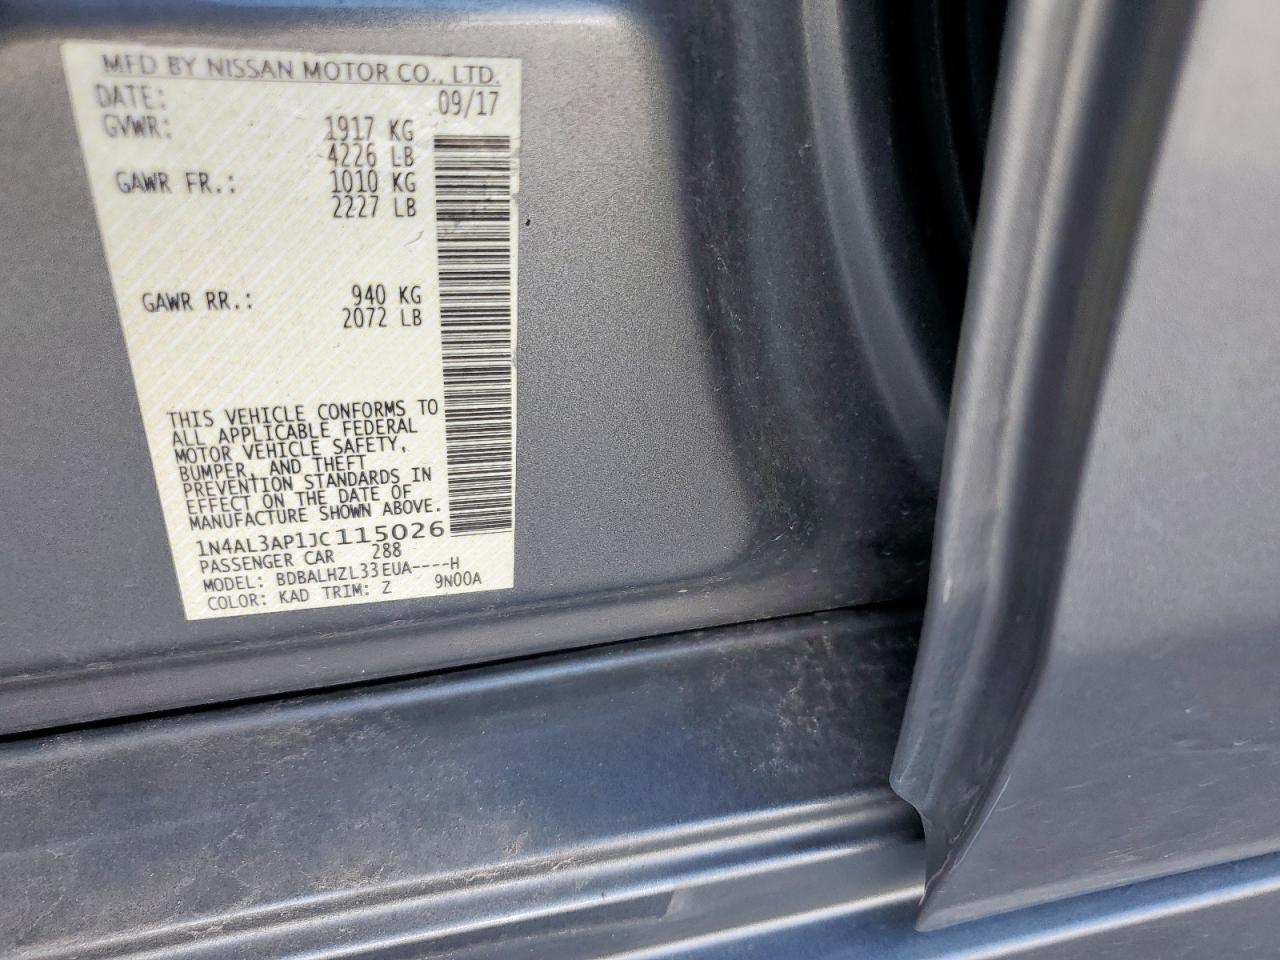 MFD BY NISSAN MOTOR CO., LTD.
DATE: 09/17
GVWR: 1917 KG
4226 LB
GAWR FR.: 1010 KG
2227 LB
GAWR RR.: 940 KG
2072 LB
THIS VEHICLE CONFORMS TO
ALL APPLICABLE FEDERAL
MOTOR VEHICLE SAFETY,
BUMPER, AND THEFT
PREVENTION STANDARDS IN
EFFECT ON THE DATE OF
MANUFACTURE SHOWN ABOVE.
1N4AL3AP1JC115026
PASSENGER CAR 288
MODEL: BDBALHZL33EUA----H
COLOR: KAD TRIM: Z 9N00A